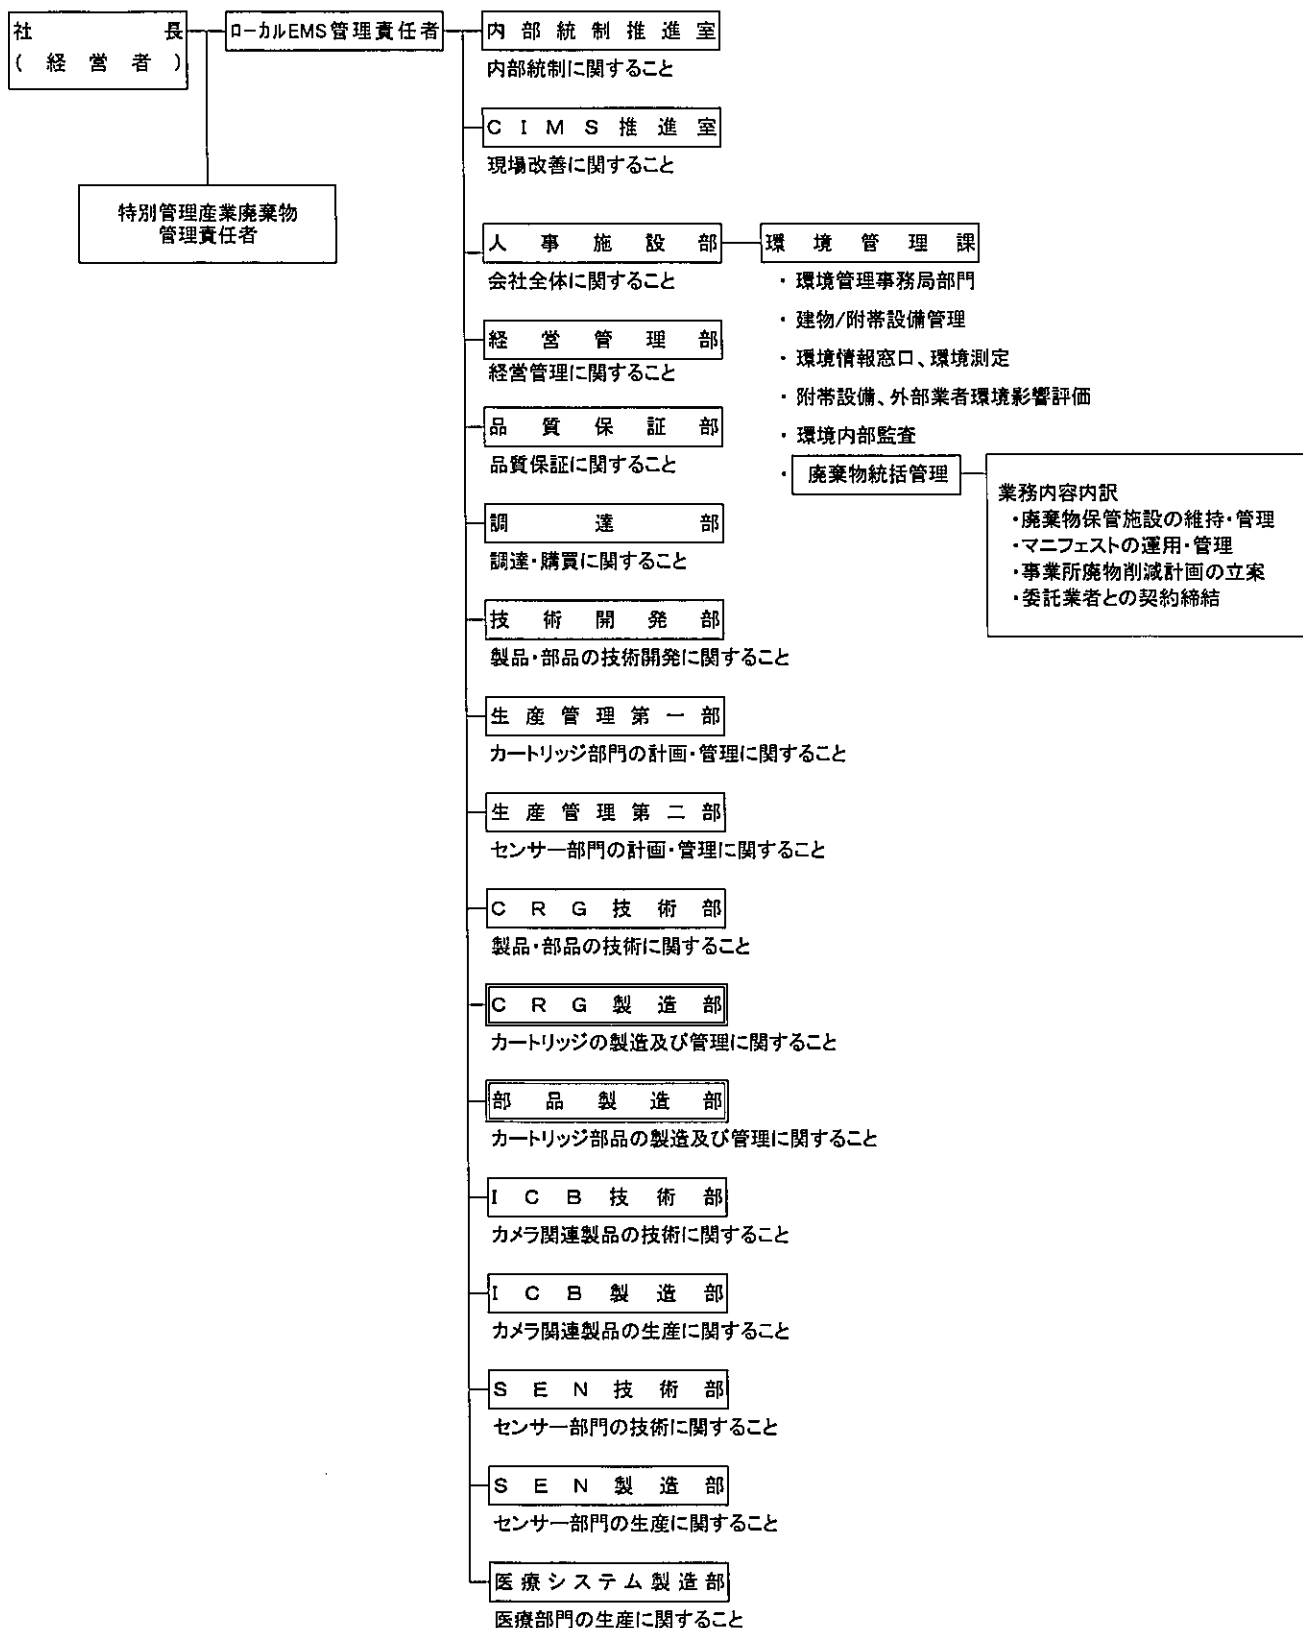 社長
(経営者)
ローカルEMS管理責任者
特別管理産業廃棄物
管理責任者
内部統制推進室
内部統制に関すること
CIMS推進室
現場改善に関すること
人事施設部
会社全体に関すること
環境管理課
・環境管理事務局部門
・建物/附帯設備管理
・環境情報窓口、環境測定
・附帯設備、外部業者環境影響評価
・環境内部監査
・廃棄物統括管理
業務内容内訳
・廃棄物保管施設の維持・管理
・マニフェストの運用・管理
・事業所廃物削減計画の立案
・委託業者との契約締結
経営管理部
経営管理に関すること
品質保証部
品質保証に関すること
調達部
調達・購買に関すること
技術開発部
製品・部品の技術開発に関すること
生産管理第一部
カートリッジ部門の計画・管理に関すること
生産管理第二部
センサー部門の計画・管理に関すること
CRG技術部
製品・部品の技術に関すること
CRG製造部
カートリッジの製造及び管理に関すること
部品製造部
カートリッジ部品の製造及び管理に関すること
ICB技術部
カメラ関連製品の技術に関すること
ICB製造部
カメラ関連製品の生産に関すること
SEN技術部
センサー部門の技術に関すること
SEN製造部
センサー部門の生産に関すること
医療システム製造部
医療部門の生産に関すること